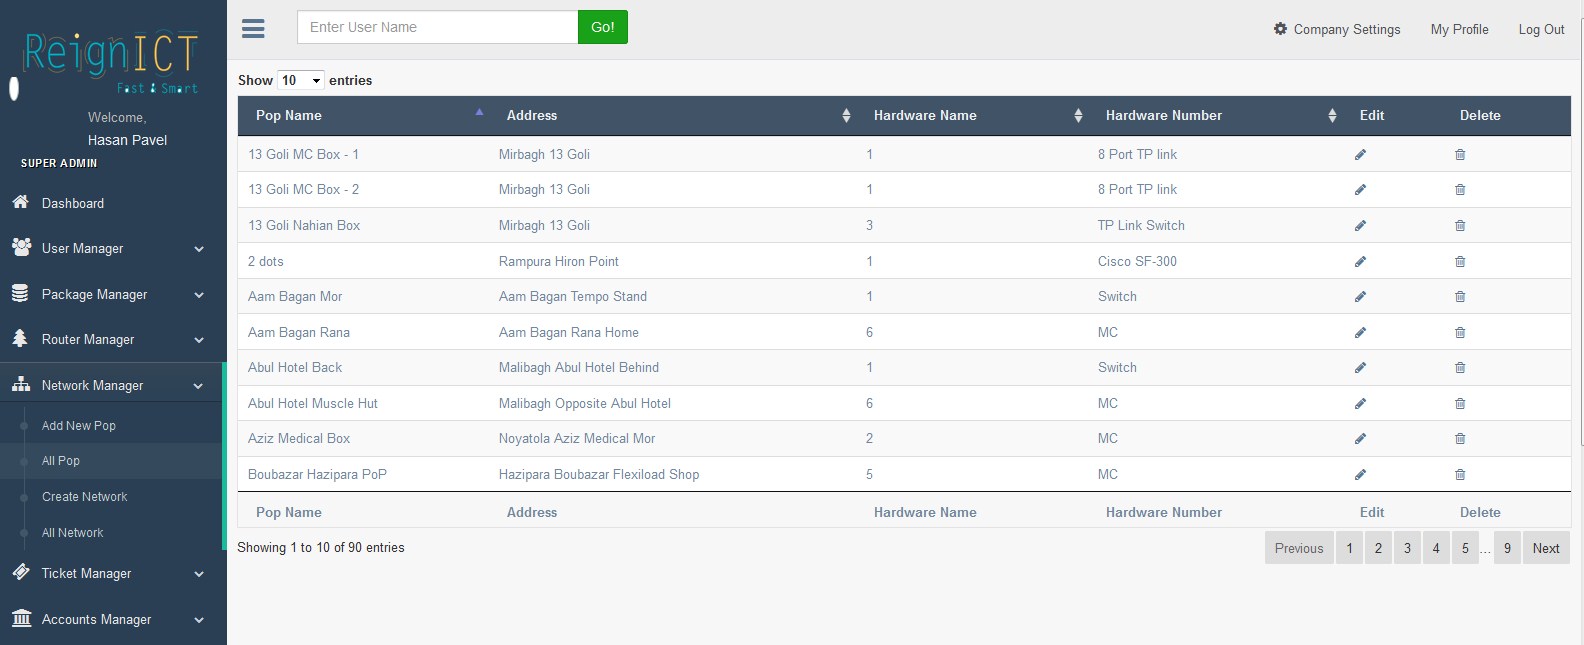 ReignICT
Fast & Smart
Welcome,
Hasan Pavel
SUPER ADMIN
Dashboard
User Manager
Package Manager
Router Manager
Network Manager
Add New Pop
All Pop
Create Network
All Network
Ticket Manager
Accounts Manager
Enter User Name Go! Company Settings My Profile Log Out
Show 10 entries
Pop Name Address Hardware Name Hardware Number Edit Delete
13 Goli MC Box - 1 Mirbagh 13 Goli 1 8 Port TP link
13 Goli MC Box - 2 Mirbagh 13 Goli 1 8 Port TP link
13 Goli Nahian Box Mirbagh 13 Goli 3 TP Link Switch
2 dots Rampura Hiron Point 1 Cisco SF-300
Aam Bagan Mor Aam Bagan Tempo Stand 1 Switch
Aam Bagan Rana Aam Bagan Rana Home 6 MC
Abul Hotel Back Malibagh Abul Hotel Behind 1 Switch
Abul Hotel Muscle Hut Malibagh Opposite Abul Hotel 6 MC
Aziz Medical Box Noyatola Aziz Medical Mor 2 MC
Boubazar Hazipara PoP Hazipara Boubazar Flexiload Shop 5 MC
Pop Name Address Hardware Name Hardware Number Edit Delete
Showing 1 to 10 of 90 entries Previous 1 2 3 4 5 ... 9 Next